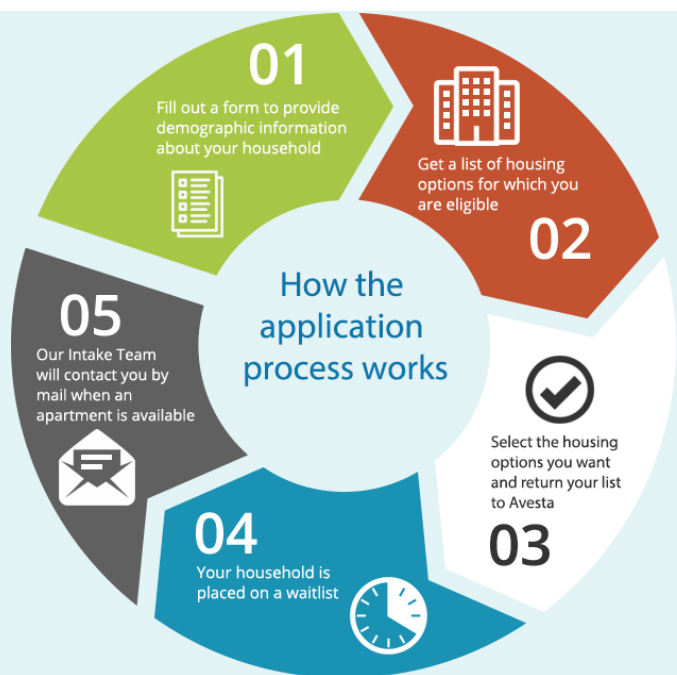 How the
application
process works
01
Fill out a form to provide
demographic information
about your household
Get a list of housing
options for which you
are eligible
02
Select the housing
options you want
and return your list
to Avesta
03
04
Your household is
placed on a waitlist
05
Our Intake Team
will contact you by
mail when an
apartment is available